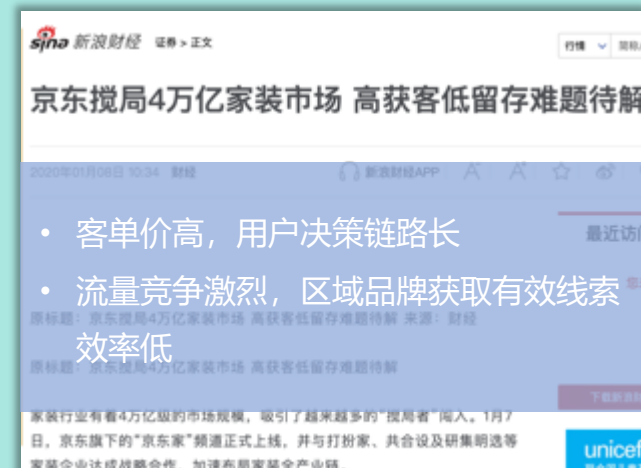 sina 新浪财经 证券 > 正文
行情 简称
京东搅局4万亿家装市场 高获客低留存难题待解
2020年01月08日 10:34 财经
新浪财经APP A A
• 客单价高，用户决策链路长
最近访问
• 流量竞争激烈，区域品牌获取有效线索
效率低
原标题：京东搅局4万亿家装市场 高获客低留存难题待解 来源：财经
原标题：京东搅局4万亿家装市场 高获客低留存难题待解
下载新浪财
家装行业有着4万亿级的市场规模，吸引了越来越多的“搅局者”闯入。1月7
日，京东旗下的“京东家”频道正式上线，并与打扮家、共合设及研集明选等
家装企业达成战略合作，加速布局家装全产业链。
unicef